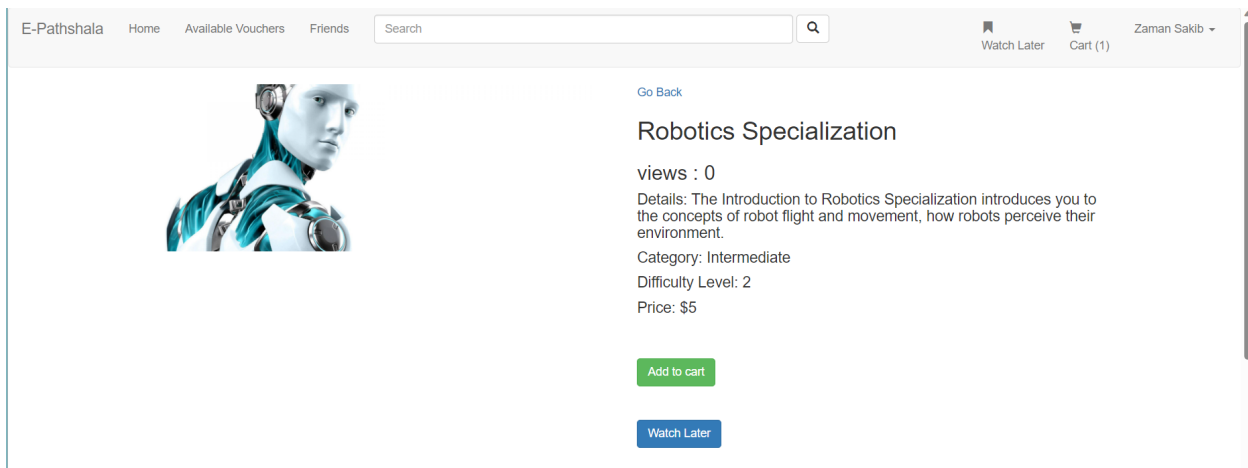 E-Pathshala Home Available Vouchers Friends Search Watch Later Cart (1) Zaman Sakib
Go Back
Robotics Specialization
views : 0
Details: The Introduction to Robotics Specialization introduces you to
the concepts of robot flight and movement, how robots perceive their
environment.
Category: Intermediate
Difficulty Level: 2
Price: $5
Add to cart
Watch Later